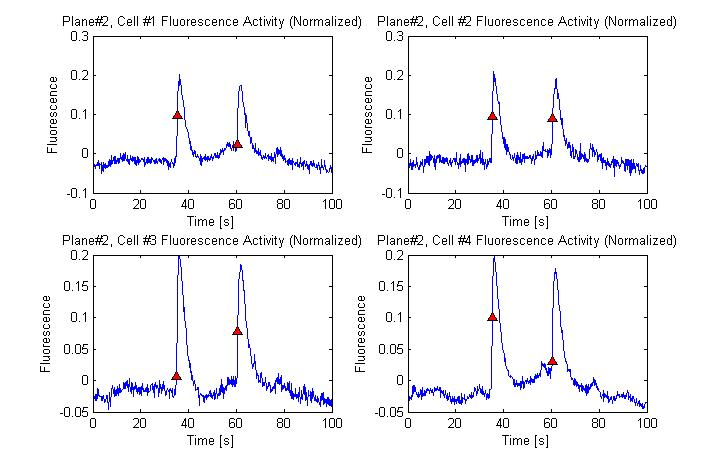 Plane#2, Cell #1 Fluorescence Activity (Normalized)
0.3
0.2
0.1
0
-0.1
Fluorescence
0 20 40 60 80 100
Time [s]
Plane#2, Cell #2 Fluorescence Activity (Normalized)
0.3
0.2
0.1
0
-0.1
Fluorescence
0 20 40 60 80 100
Time [s]
Plane#2, Cell #3 Fluorescence Activity (Normalized)
0.2
0.15
0.1
0.05
0
-0.05
Fluorescence
0 20 40 60 80 100
Time [s]
Plane#2, Cell #4 Fluorescence Activity (Normalized)
0.2
0.15
0.1
0.05
0
-0.05
Fluorescence
0 20 40 60 80 100
Time [s]